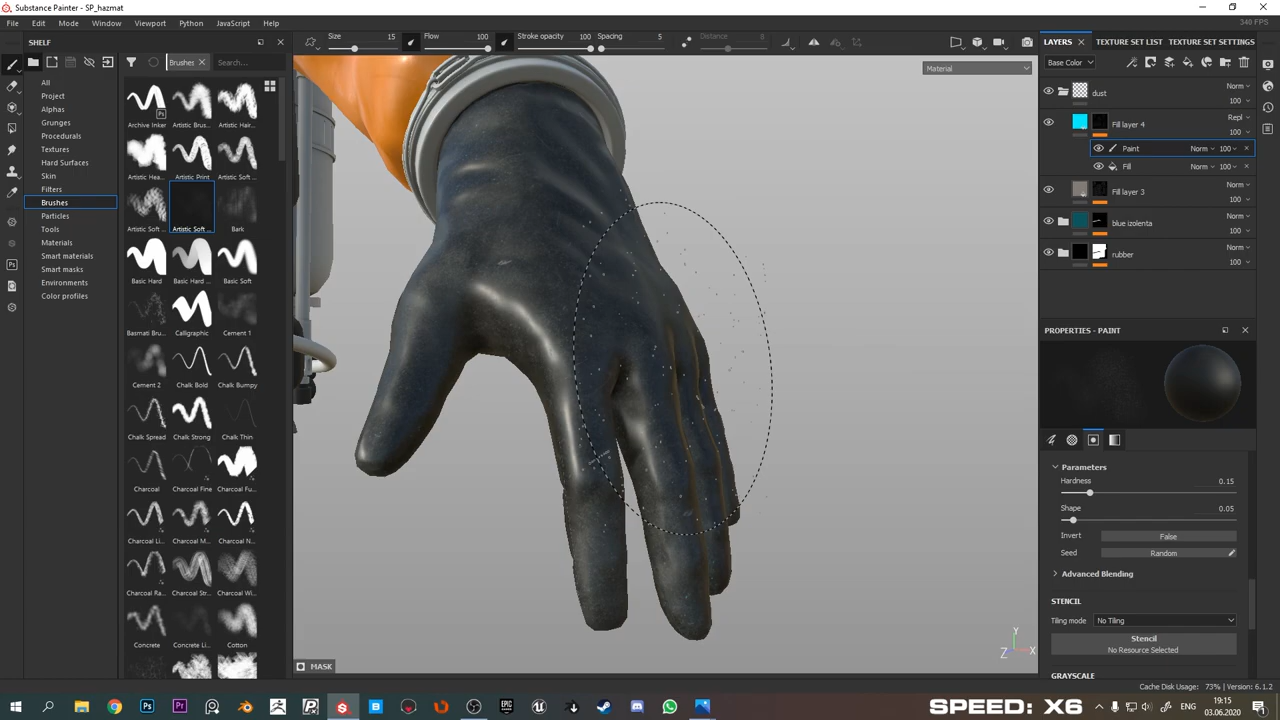 Substance Painter - SP_hazmat
File Edit Mode Window Viewport Python JavaScript Help
340 FPS
SHELF
Size 15 Flow 100 Stroke opacity 100 Spacing 5 Distance 8
LAYERS TEXTURE SET LIST TEXTURE SET SETTINGS
Brushes Search...
Base Color
Material
All
Project
Alphas
Grunges
Procedurals
Textures
Hard Surfaces
Skin
Filters
Brushes
Particles
Tools
Materials
Smart materials
Smart masks
Environments
Color profiles
Archive Inker Artistic Brus... Artistic Hair...
Artistic Hea... Artistic Print Artistic Soft ...
Artistic Soft ... Artistic Soft ... Bark
Basic Hard Basic Hard ... Basic Soft
Basmati Bru... Calligraphic Cement 1
Cement 2 Chalk Bold Chalk Bumpy
Chalk Spread Chalk Strong Chalk Thin
Charcoal Charcoal Fine Charcoal Fu...
Charcoal Li... Charcoal M... Charcoal N...
Charcoal Ra... Charcoal Str... Charcoal Wi...
Concrete Concrete Li... Cotton
dust Norm 100
Fill layer 4 Repl 100
Paint Norm 100
Fill Norm 100
Fill layer 3 Norm 100
blue izolenta Norm 100
rubber Norm 100
PROPERTIES - PAINT
Parameters
Hardness 0.15
Shape 0.05
Invert False
Seed Random
Advanced Blending
STENCIL
Tiling mode No Tiling
Stencil
No Resource Selected
GRAYSCALE
Y
Z X
MASK
Cache Disk Usage: 73% | Version: 6.1.2
SPEED: X6
ENG
19:15
03.06.2020